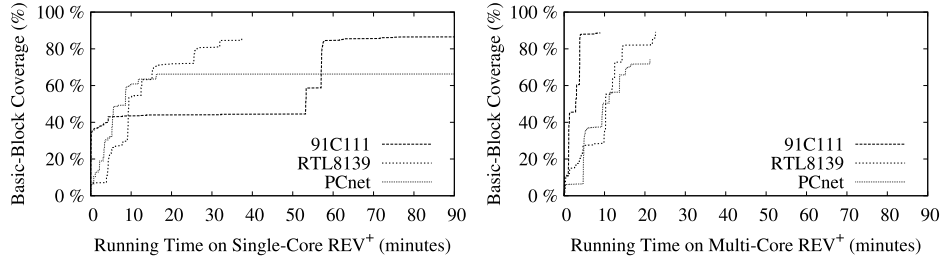 Basic-Block Coverage (%)
100 %
80 %
60 %
40 %
20 %
0 %
91C111
RTL8139
PCnet
0 10 20 30 40 50 60 70 80 90
Running Time on Single-Core REV+ (minutes)
Basic-Block Coverage (%)
100 %
80 %
60 %
40 %
20 %
0 %
91C111
RTL8139
PCnet
0 10 20 30 40 50 60 70 80 90
Running Time on Multi-Core REV+ (minutes)